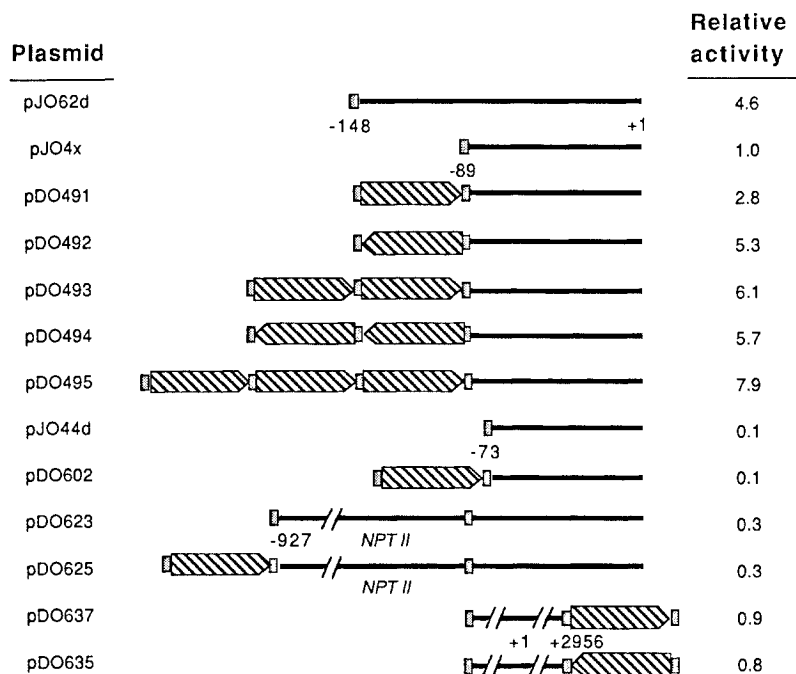 Plasmid
Relative activity
pJO62d
4.6
-148
+1
pJO4x
1.0
-89
pDO491
2.8
pDO492
5.3
pDO493
6.1
pDO494
5.7
pDO495
7.9
pJO44d
0.1
-73
pDO602
0.1
pDO623
0.3
-927
NPT II
pDO625
0.3
NPT II
pDO637
0.9
+1
+2956
pDO635
0.8